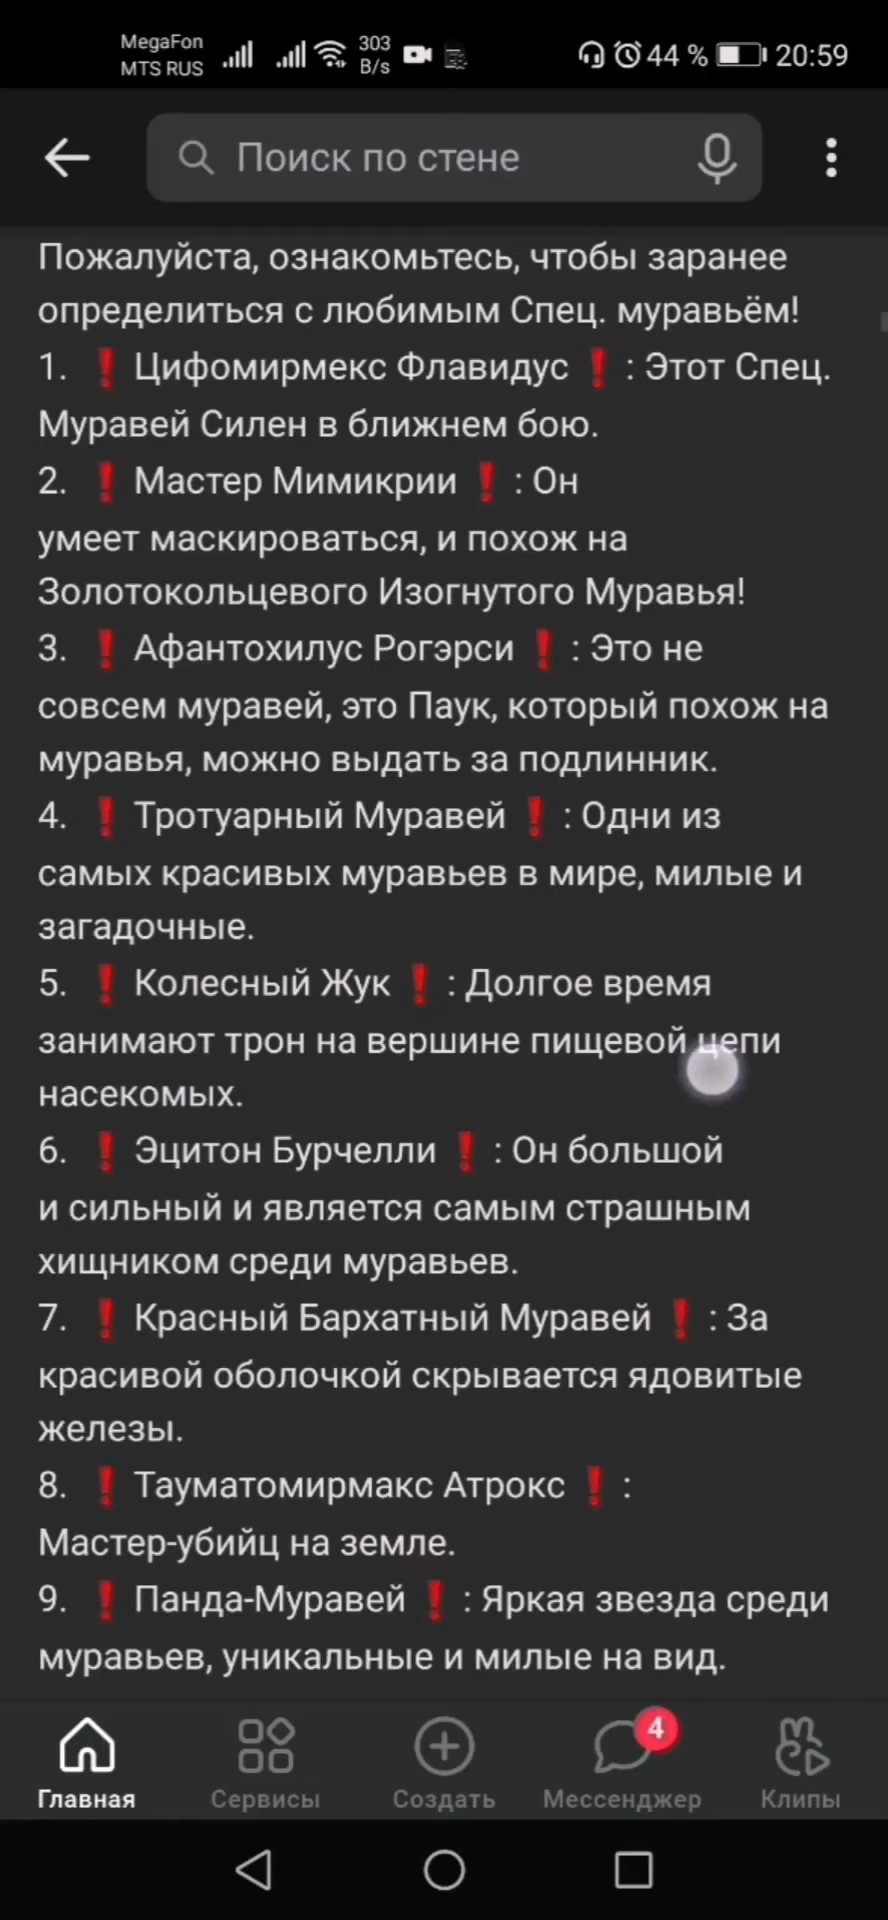 MegaFon
MTS RUS
303
B/s
44 %
20:59
Поиск по стене
Пожалуйста, ознакомьтесь, чтобы заранее
определиться с любимым Спец. муравьём!
1. ❗ Цифомирмекс Флавидус ❗ : Этот Спец.
Муравей Силен в ближнем бою.
2. ❗ Мастер Мимикрии ❗ : Он
умеет маскироваться, и похож на
Золотокольцевого Изогнутого Муравья!
3. ❗ Афантохилус Рогэрси ❗ : Это не
совсем муравей, это Паук, который похож на
муравья, можно выдать за подлинник.
4. ❗ Тротуарный Муравей ❗ : Одни из
самых красивых муравьев в мире, милые и
загадочные.
5. ❗ Колесный Жук ❗ : Долгое время
занимают трон на вершине пищевой цепи
насекомых.
6. ❗ Эцитон Бурчелли ❗ : Он большой
и сильный и является самым страшным
хищником среди муравьев.
7. ❗ Красный Бархатный Муравей ❗ : За
красивой оболочкой скрывается ядовитые
железы.
8. ❗ Тауматомирмакс Атрокс ❗ :
Мастер-убийц на земле.
9. ❗ Панда-Муравей ❗ : Яркая звезда среди
муравьев, уникальные и милые на вид.
4
Главная
Сервисы
Создать
Мессенджер
Клипы